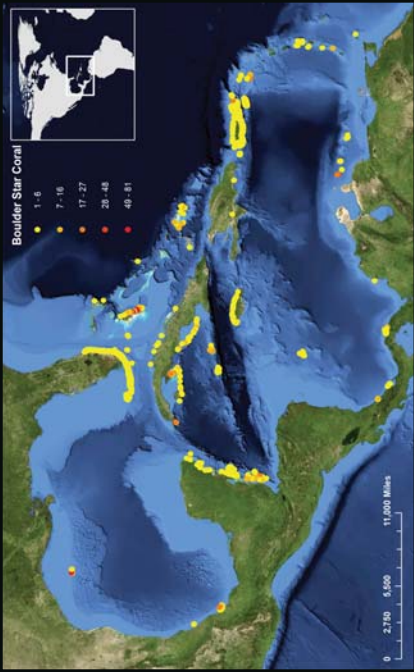 Boulder Star Coral
1 - 6
7 - 16
17 - 27
28 - 48
49 - 81
0 2,750 5,500 11,000 Miles